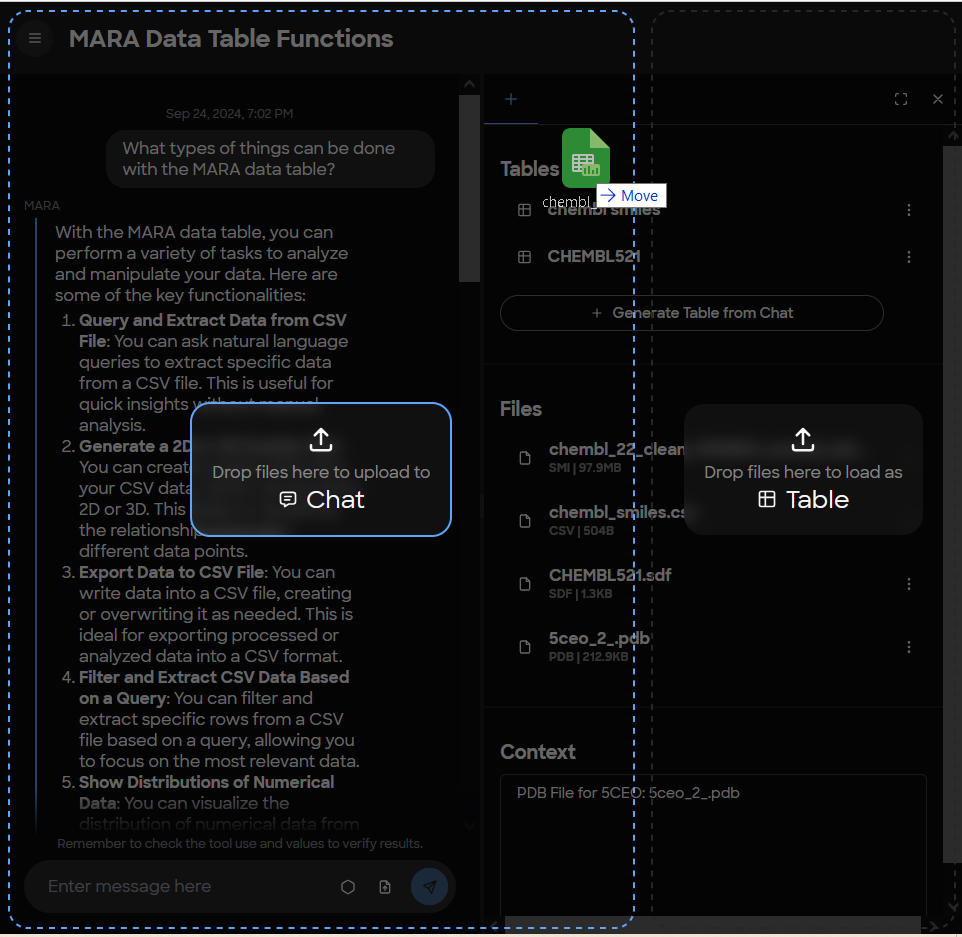 MARA Data Table Functions
Sep 24, 2024, 7:02 PM
What types of things can be done
with the MARA data table?
MARA
With the MARA data table, you can
perform a variety of tasks to analyze
and manipulate your data. Here are
some of the key functionalities:
1. Query and Extract Data from CSV
File: You can ask natural language
queries to extract specific data
from a CSV file. This is useful for
quick insights without manual
analysis.
2. Generate a 2D
You can creat
your CSV data
2D or 3D. This
the relationship
different data points.
3. Export Data to CSV File: You can
write data into a CSV file, creating
or overwriting it as needed. This is
ideal for exporting processed or
analyzed data into a CSV format.
4. Filter and Extract CSV Data Based
on a Query: You can filter and
extract specific rows from a CSV
file based on a query, allowing you
to focus on the most relevant data.
5. Show Distributions of Numerical
Data: You can visualize the
distribution of numerical data from
Drop files here to upload to
Chat
Remember to check the tool use and values to verify results.
Enter message here
+
Tables
chembl_
→ Move
chembl smiles
CHEMBL521
+ Generate Table from Chat
Files
chembl_22_clean
SMI | 97.9MB
chembl_smiles.cs
CSV | 504B
CHEMBL521.sdf
SDF | 1.3KB
5ceo_2_.pdb
PDB | 212.9KB
Drop files here to load as
Table
Context
PDB File for 5CEO: 5ceo_2_.pdb